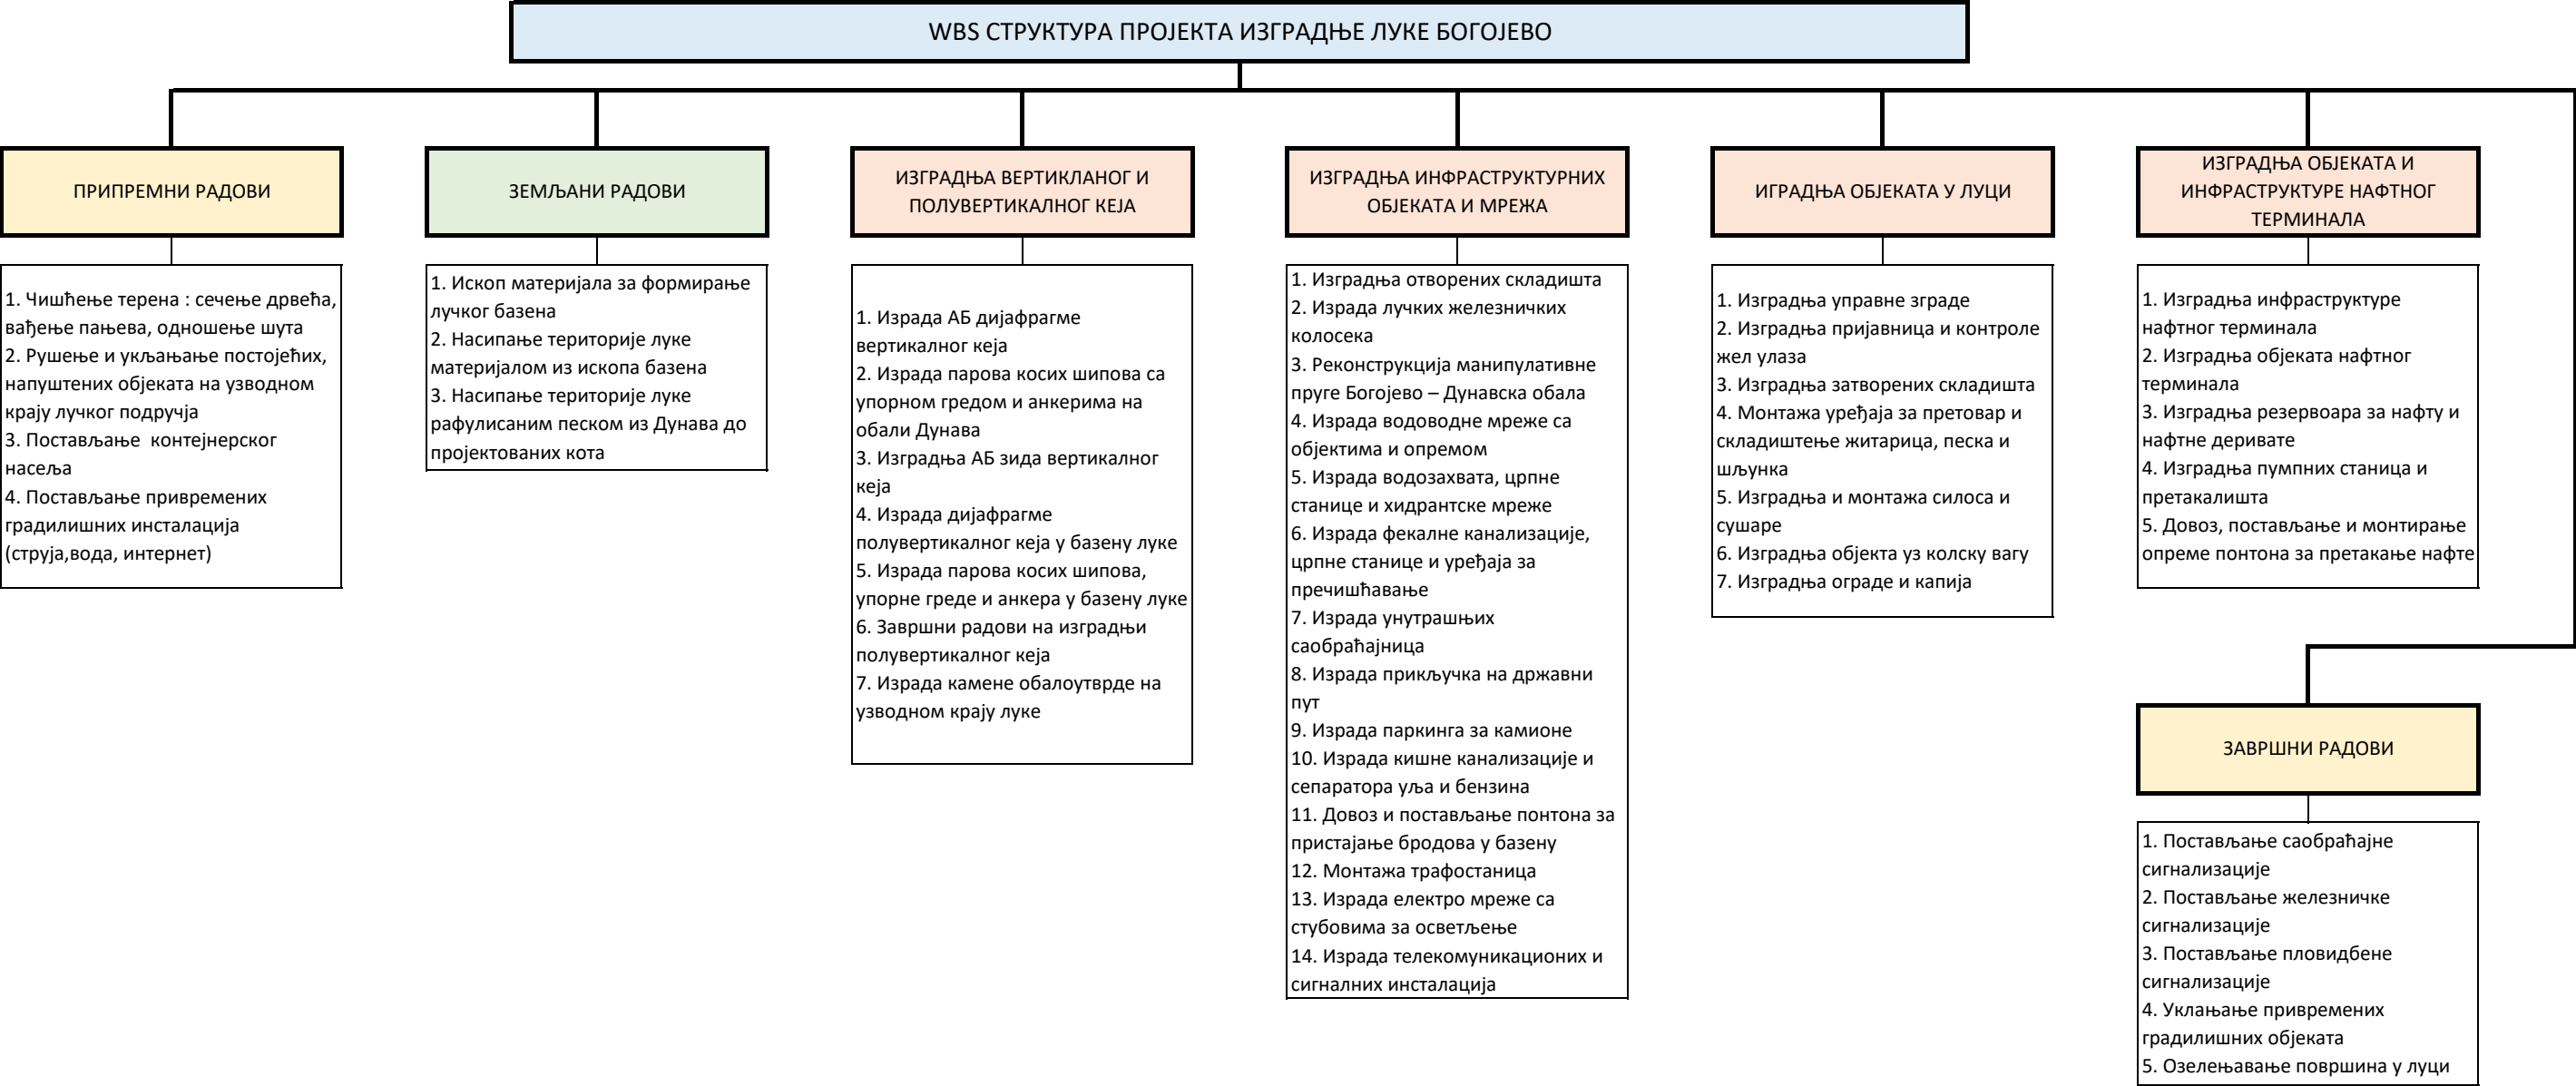 WBS СТРУКТУРА ПРОЈЕКТА ИЗГРАДЊЕ ЛУКЕ БОГОЈЕВО
ПРИПРЕМНИ РАДОВИ
1. Чишћење терена : сечење дрвећа,
вађење пањева, одношење шута
2. Рушење и укљањање постојећих,
напуштених објеката на узводном
крају лучког подручја
3. Постављање  контејнерског
насеља
4. Постављање привремених
градилишних инсталација
(струја,вода, интернет)
ЗЕМЉАНИ РАДОВИ
1. Ископ материјала за формирање
лучког базена
2. Насипање територије луке
материјалом из ископа базена
3. Насипање територије луке
рафулисаним песком из Дунава до
пројектованих кота
ИЗГРАДЊА ВЕРТИКЛАНОГ И
ПОЛУВЕРТИКАЛНОГ КЕЈА
1. Израда АБ дијафрагме
вертикалног кеја
2. Израда парова косих шипова са
упорном гредом и анкерима на
обали Дунава
3. Изградња АБ зида вертикалног
кеја
4. Израда дијафрагме
полувертикалног кеја у базену луке
5. Израда парова косих шипова,
упорне греде и анкера у базену луке
6. Завршни радови на изградњи
полувертикалног кеја
7. Израда камене обалоутврде на
узводном крају луке
ИЗГРАДЊА ИНФРАСТРУКТУРНИХ
ОБЈЕКАТА И МРЕЖА
1. Изградња отворених складишта
2. Израда лучких железничких
колосека
3. Реконструкција манипулативне
пруге Богојево – Дунавска обала
4. Израда водоводне мреже са
објектима и опремом
5. Израда водозахвата, црпне
станице и хидрантске мреже
6. Израда фекалне канализације,
црпне станице и уређаја за
пречишћавање
7. Израда унутрашњих
саобраћајница
8. Израда прикључка на државни
пут
9. Израда паркинга за камионе
10. Израда кишне канализације и
сепаратора уља и бензина
11. Довоз и постављање понтона за
пристајање бродова у базену
12. Монтажа трафостаница
13. Израда електро мреже са
стубовима за осветљење
14. Израда телекомуникационих и
сигналних инсталација
ИГРАДЊА ОБЈЕКАТА У ЛУЦИ
1. Изградња управне зграде
2. Изградња пријавница и контроле
жел улаза
3. Изградња затворених складишта
4. Монтажа уређаја за претовар и
складиштење житарица, песка и
шљунка
5. Изградња и монтажа силоса и
сушаре
6. Изградња објекта уз колску вагу
7. Изградња ограде и капија
ИЗГРАДЊА ОБЈЕКАТА И
ИНФРАСТРУКТУРЕ НАФТНОГ
ТЕРМИНАЛА
1. Изградња инфраструктуре
нафтног терминала
2. Изградња објеката нафтног
терминала
3. Изградња резервоара за нафту и
нафтне деривате
4. Изградња пумпних станица и
претакалишта
5. Довоз, постављање и монтирање
опреме понтона за претакање нафте
ЗАВРШНИ РАДОВИ
1. Постављање саобраћајне
сигнализације
2. Постављање железничке
сигнализације
3. Постављање пловидбене
сигнализације
4. Уклањање привремених
градилишних објеката
5. Озелењавање површина у луци